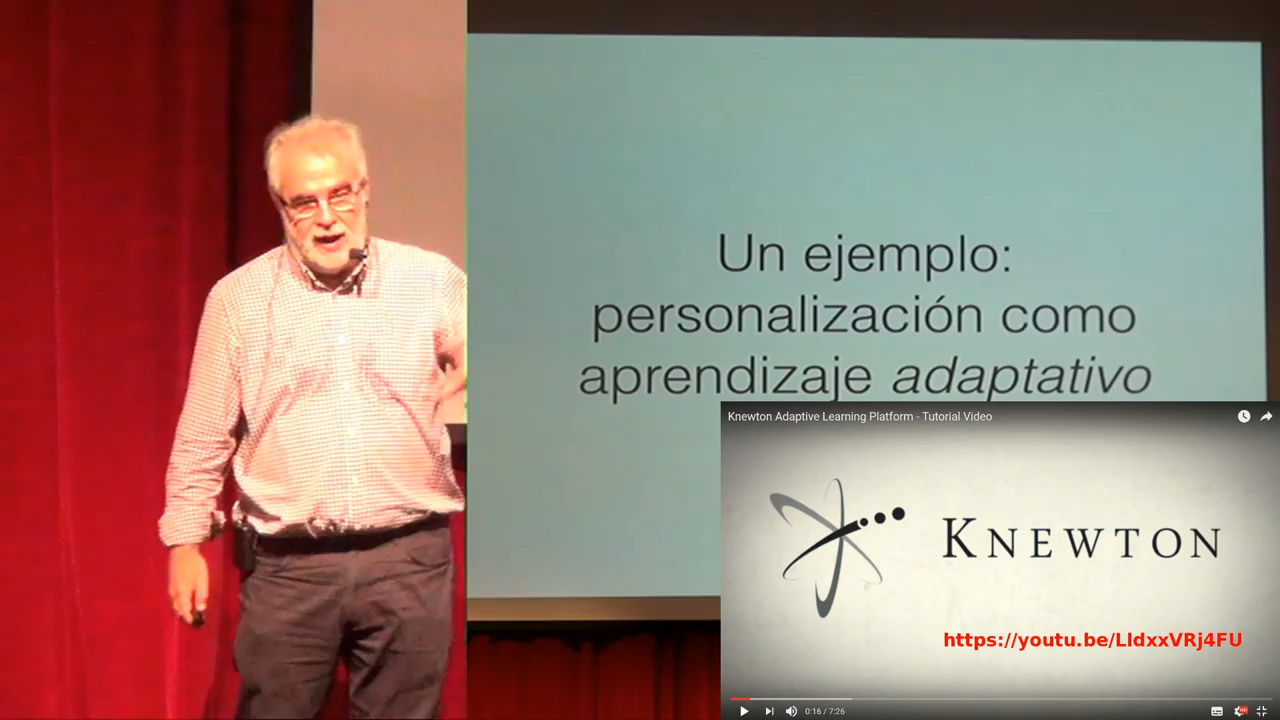 Un ejemplo:
personalización como
aprendizaje adaptativo
Knewton Adaptive Learning Platform - Tutorial Video
KNEWTON
https://youtu.be/LldxxVRj4FU
0:16 / 7:26